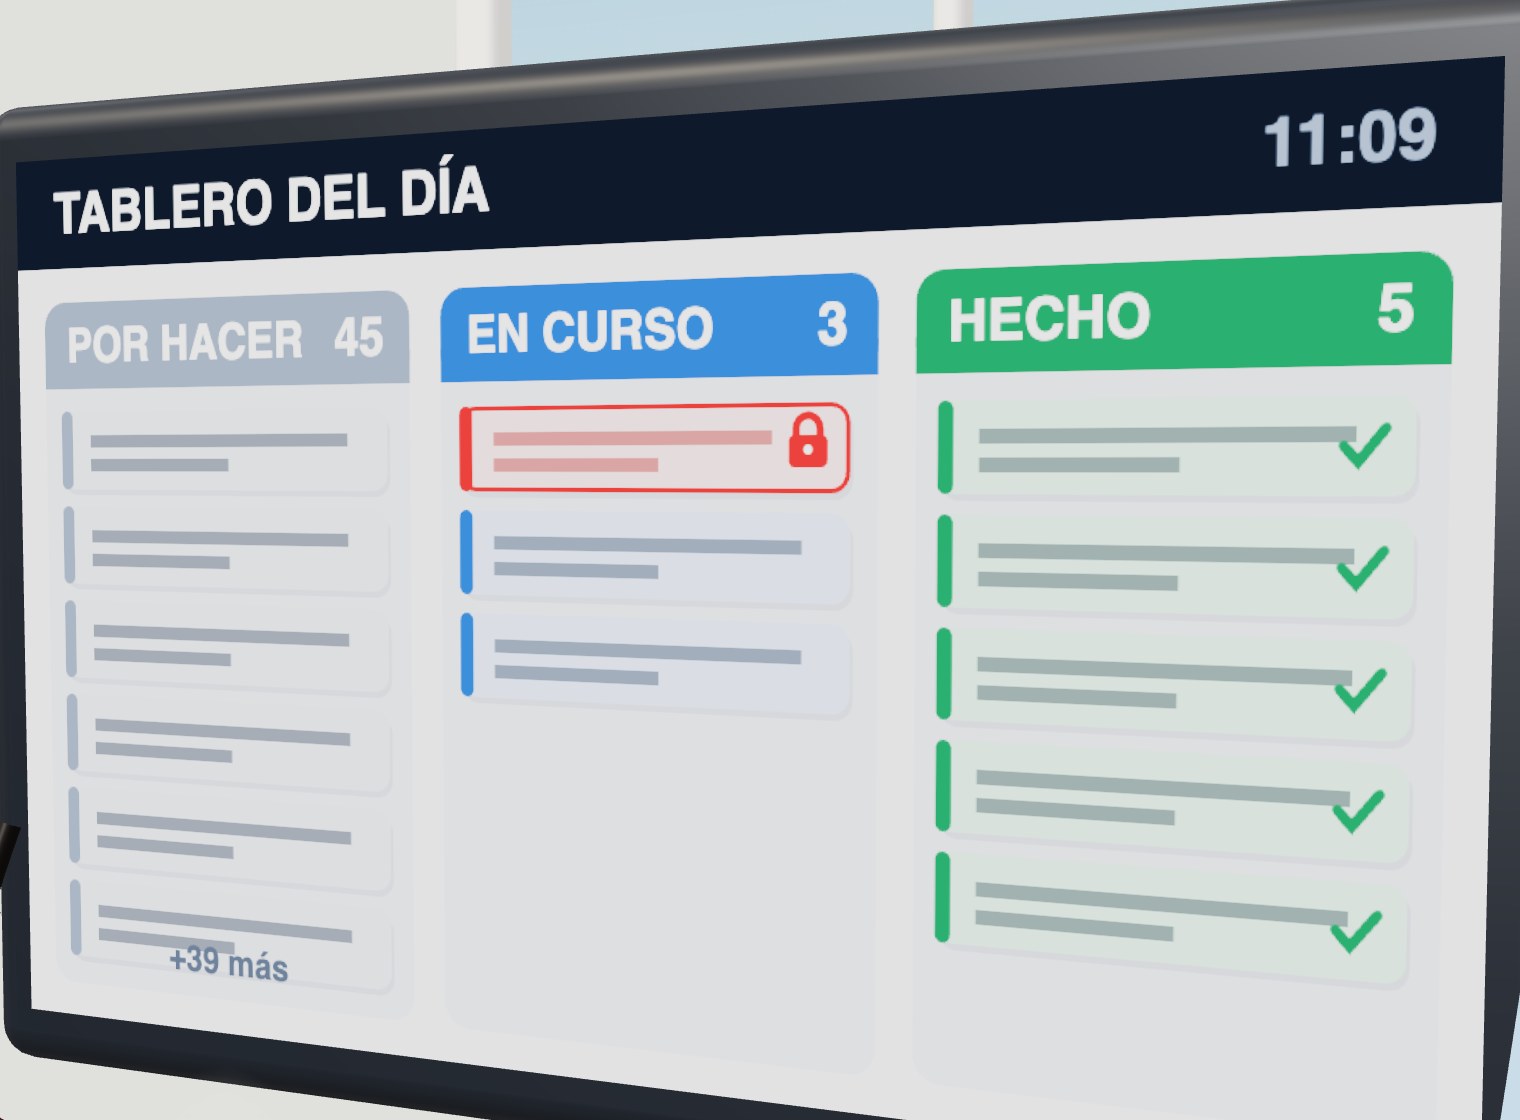 TABLERO DEL DÍA
11:09
POR HACER 45
EN CURSO 3
HECHO 5
+39 más